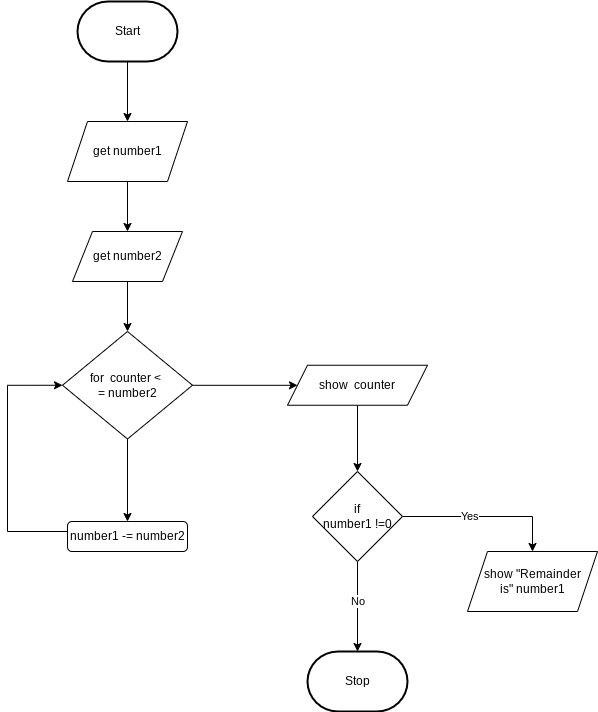 Start
get number1
get number2
for  counter <
= number2
show  counter
number1 -= number2
if
number1 !=0
Yes
show "Remainder
is" number1
No
Stop